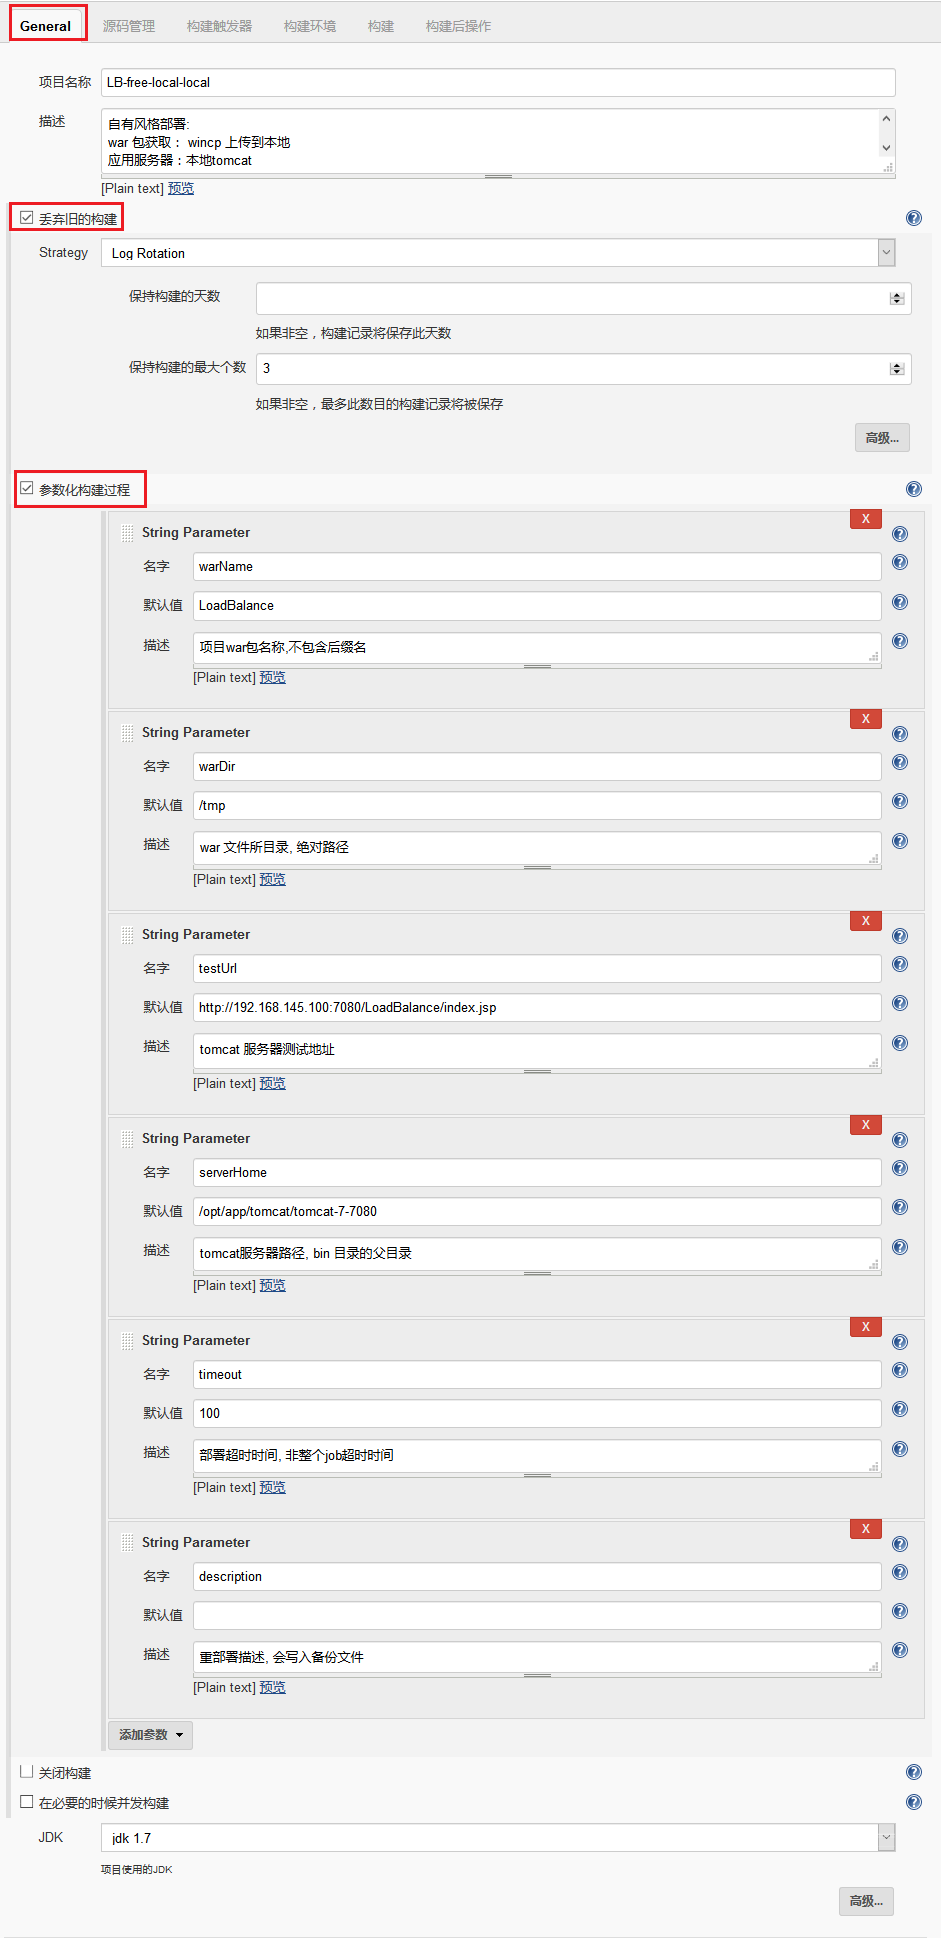 General 源码管理 构建触发器 构建环境 构建 构建后操作
项目名称 LB-free-local-local
描述 自有风格部署:
war 包获取： wincp 上传到本地
应用服务器：本地tomcat
[Plain text] 预览
丢弃旧的构建
Strategy Log Rotation
保持构建的天数
如果非空，构建记录将保存此天数
保持构建的最大个数 3
如果非空，最多此数目的构建记录将被保存
高级...
参数化构建过程
X
String Parameter
名字 warName
默认值 LoadBalance
描述 项目war包名称,不包含后缀名
[Plain text] 预览
X
String Parameter
名字 warDir
默认值 /tmp
描述 war 文件所目录, 绝对路径
[Plain text] 预览
X
String Parameter
名字 testUrl
默认值 http://192.168.145.100:7080/LoadBalance/index.jsp
描述 tomcat 服务器测试地址
[Plain text] 预览
X
String Parameter
名字 serverHome
默认值 /opt/app/tomcat/tomcat-7-7080
描述 tomcat服务器路径, bin 目录的父目录
[Plain text] 预览
X
String Parameter
名字 timeout
默认值 100
描述 部署超时时间, 非整个job超时时间
[Plain text] 预览
X
String Parameter
名字 description
默认值
描述 重部署描述, 会写入备份文件
[Plain text] 预览
添加参数
关闭构建
在必要的时候并发构建
JDK jdk 1.7
项目使用的JDK
高级...